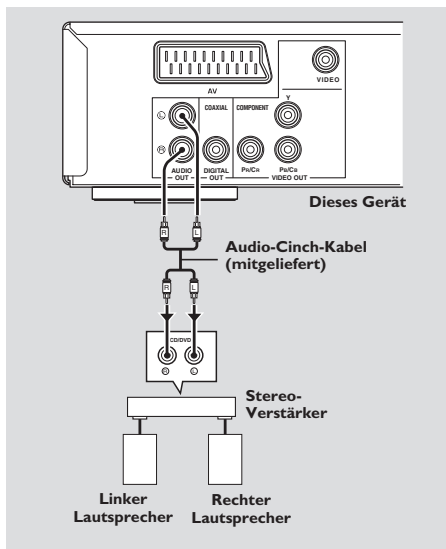 VIDEO
AV
COAXIAL COMPONENT
Y
L
R
AUDIO OUT
DIGITAL OUT
PR/CR
PB/CB
VIDEO OUT
Dieses Gerät
R L
Audio-Cinch-Kabel
(mitgeliefert)
R L
CD/DVD
R L
Stereo-
Verstärker
Linker
Lautsprecher
Rechter
Lautsprecher